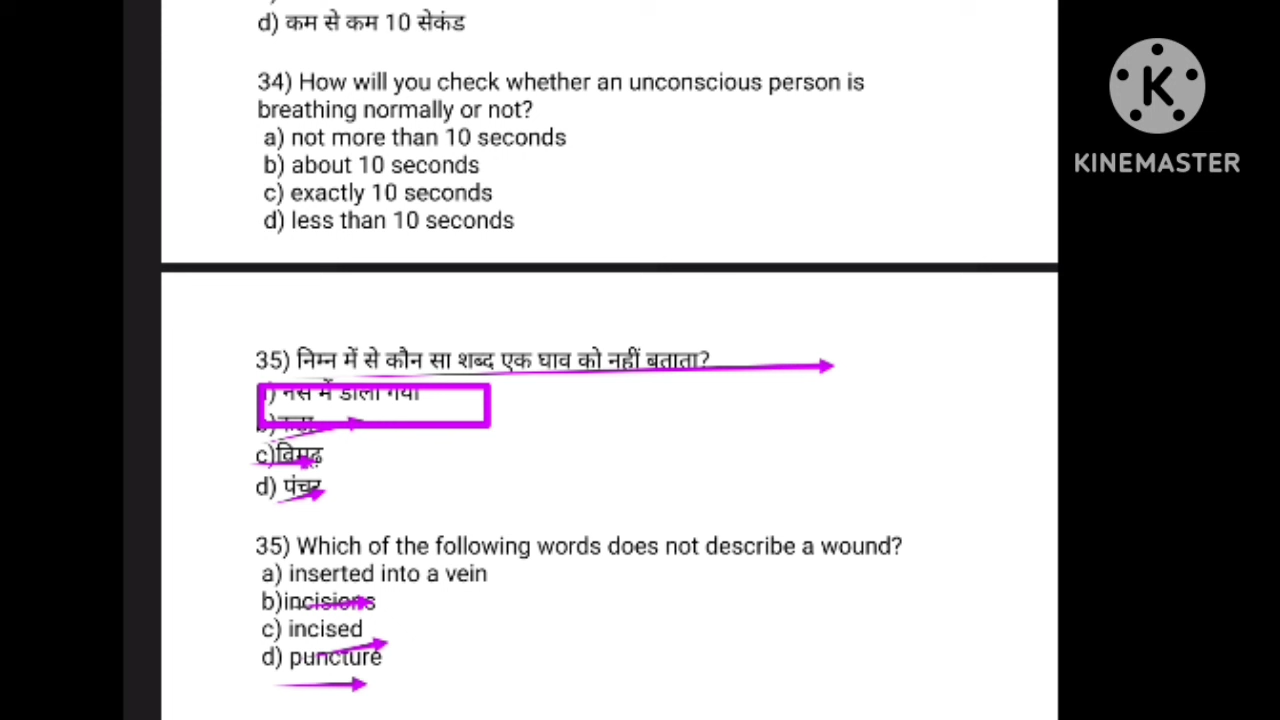 d) कम से कम 10 सेकंड
34) How will you check whether an unconscious person is
breathing normally or not?
a) not more than 10 seconds
b) about 10 seconds
c) exactly 10 seconds
d) less than 10 seconds
K
KINEMASTER
35) निम्न में से कौन सा शब्द एक घाव को नहीं बताता?
नस में डाला गया
c)विमूढ़
d) पंचर
35) Which of the following words does not describe a wound?
a) inserted into a vein
b)incisions
c) incised
d) puncture